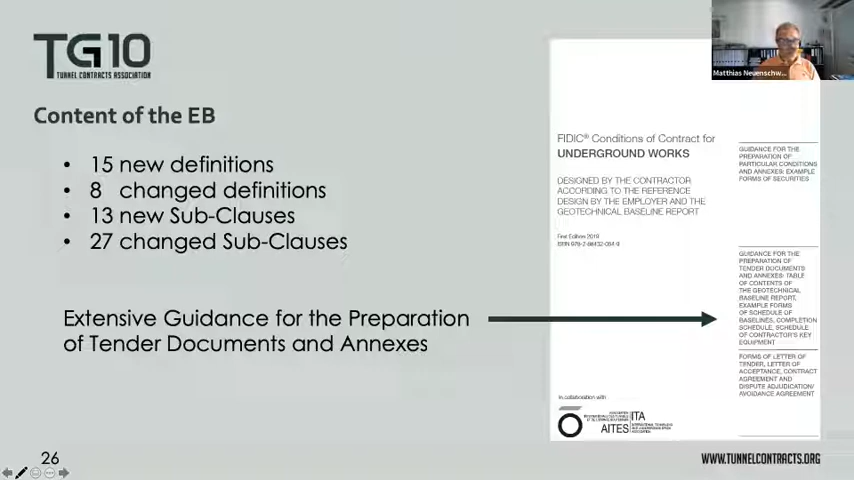 TG10
TUNNEL CONTRACTS ASSOCIATION
Content of the EB
• 15 new definitions
• 8 changed definitions
• 13 new Sub-Clauses
• 27 changed Sub-Clauses
Extensive Guidance for the Preparation
of Tender Documents and Annexes
26
Matthias Neuenschw...
FIDIC® Conditions of Contract for
UNDERGROUND WORKS
DESIGNED BY THE CONTRACTOR
ACCORDING TO THE REFERENCE
DESIGN BY THE EMPLOYER AND THE
GEOTECHNICAL BASELINE REPORT
First Edition 2019
In collaboration with
ITA
AITES
GUIDANCE FOR THE
PREPARATION OF
PARTICULAR CONDITIONS
AND ANNEXES: EXAMPLE
FORMS OF SECURITIES
GUIDANCE FOR THE
PREPARATION OF
TENDER DOCUMENTS
AND ANNEXES: TABLE
OF CONTENTS OF
THE GEOTECHNICAL
BASELINE REPORT,
EXAMPLE FORMS
OF SCHEDULE OF
BASELINES, COMPLETION
SCHEDULE, SCHEDULE
OF CONTRACTOR'S KEY
EQUIPMENT
FORMS OF LETTER OF
TENDER, LETTER OF
ACCEPTANCE, CONTRACT
AGREEMENT AND
DISPUTE ADJUDICATION/
AVOIDANCE AGREEMENT
WWW.TUNNELCONTRACTS.ORG